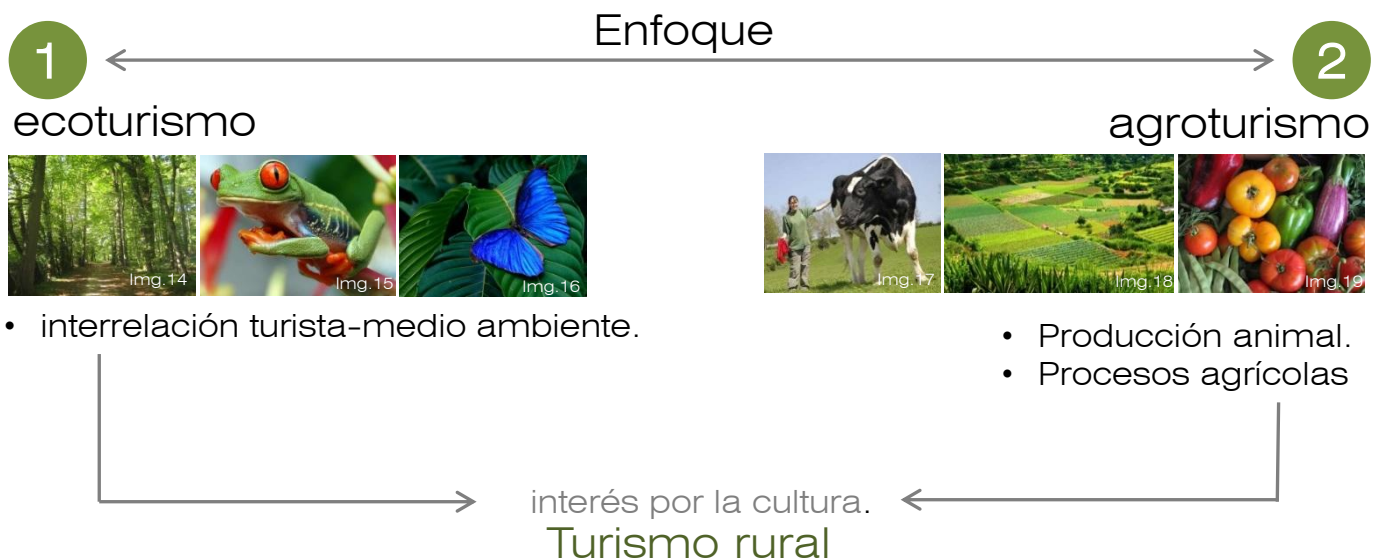 Enfoque
1
2
ecoturismo
agroturismo
Img.14
Img.15
Img.16
Img.17
Img.18
Img.19
• interrelación turista-medio ambiente.
• Producción animal.
• Procesos agrícolas
interés por la cultura.
Turismo rural